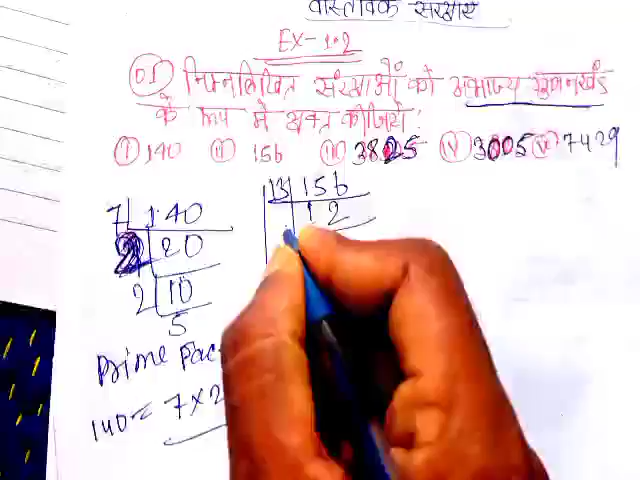 वास्तविक संख्याए
EX-1.2
01 निम्नलिखित संख्याओं को अभाज्य गुणनखंड
के रूप में व्यक्त कीजिये!
i 140 ii 156 iii 3825 iv 3005 v 7429
7 140
2 20
2 10
5
13 156
12
Prime Fac
140 = 7×2